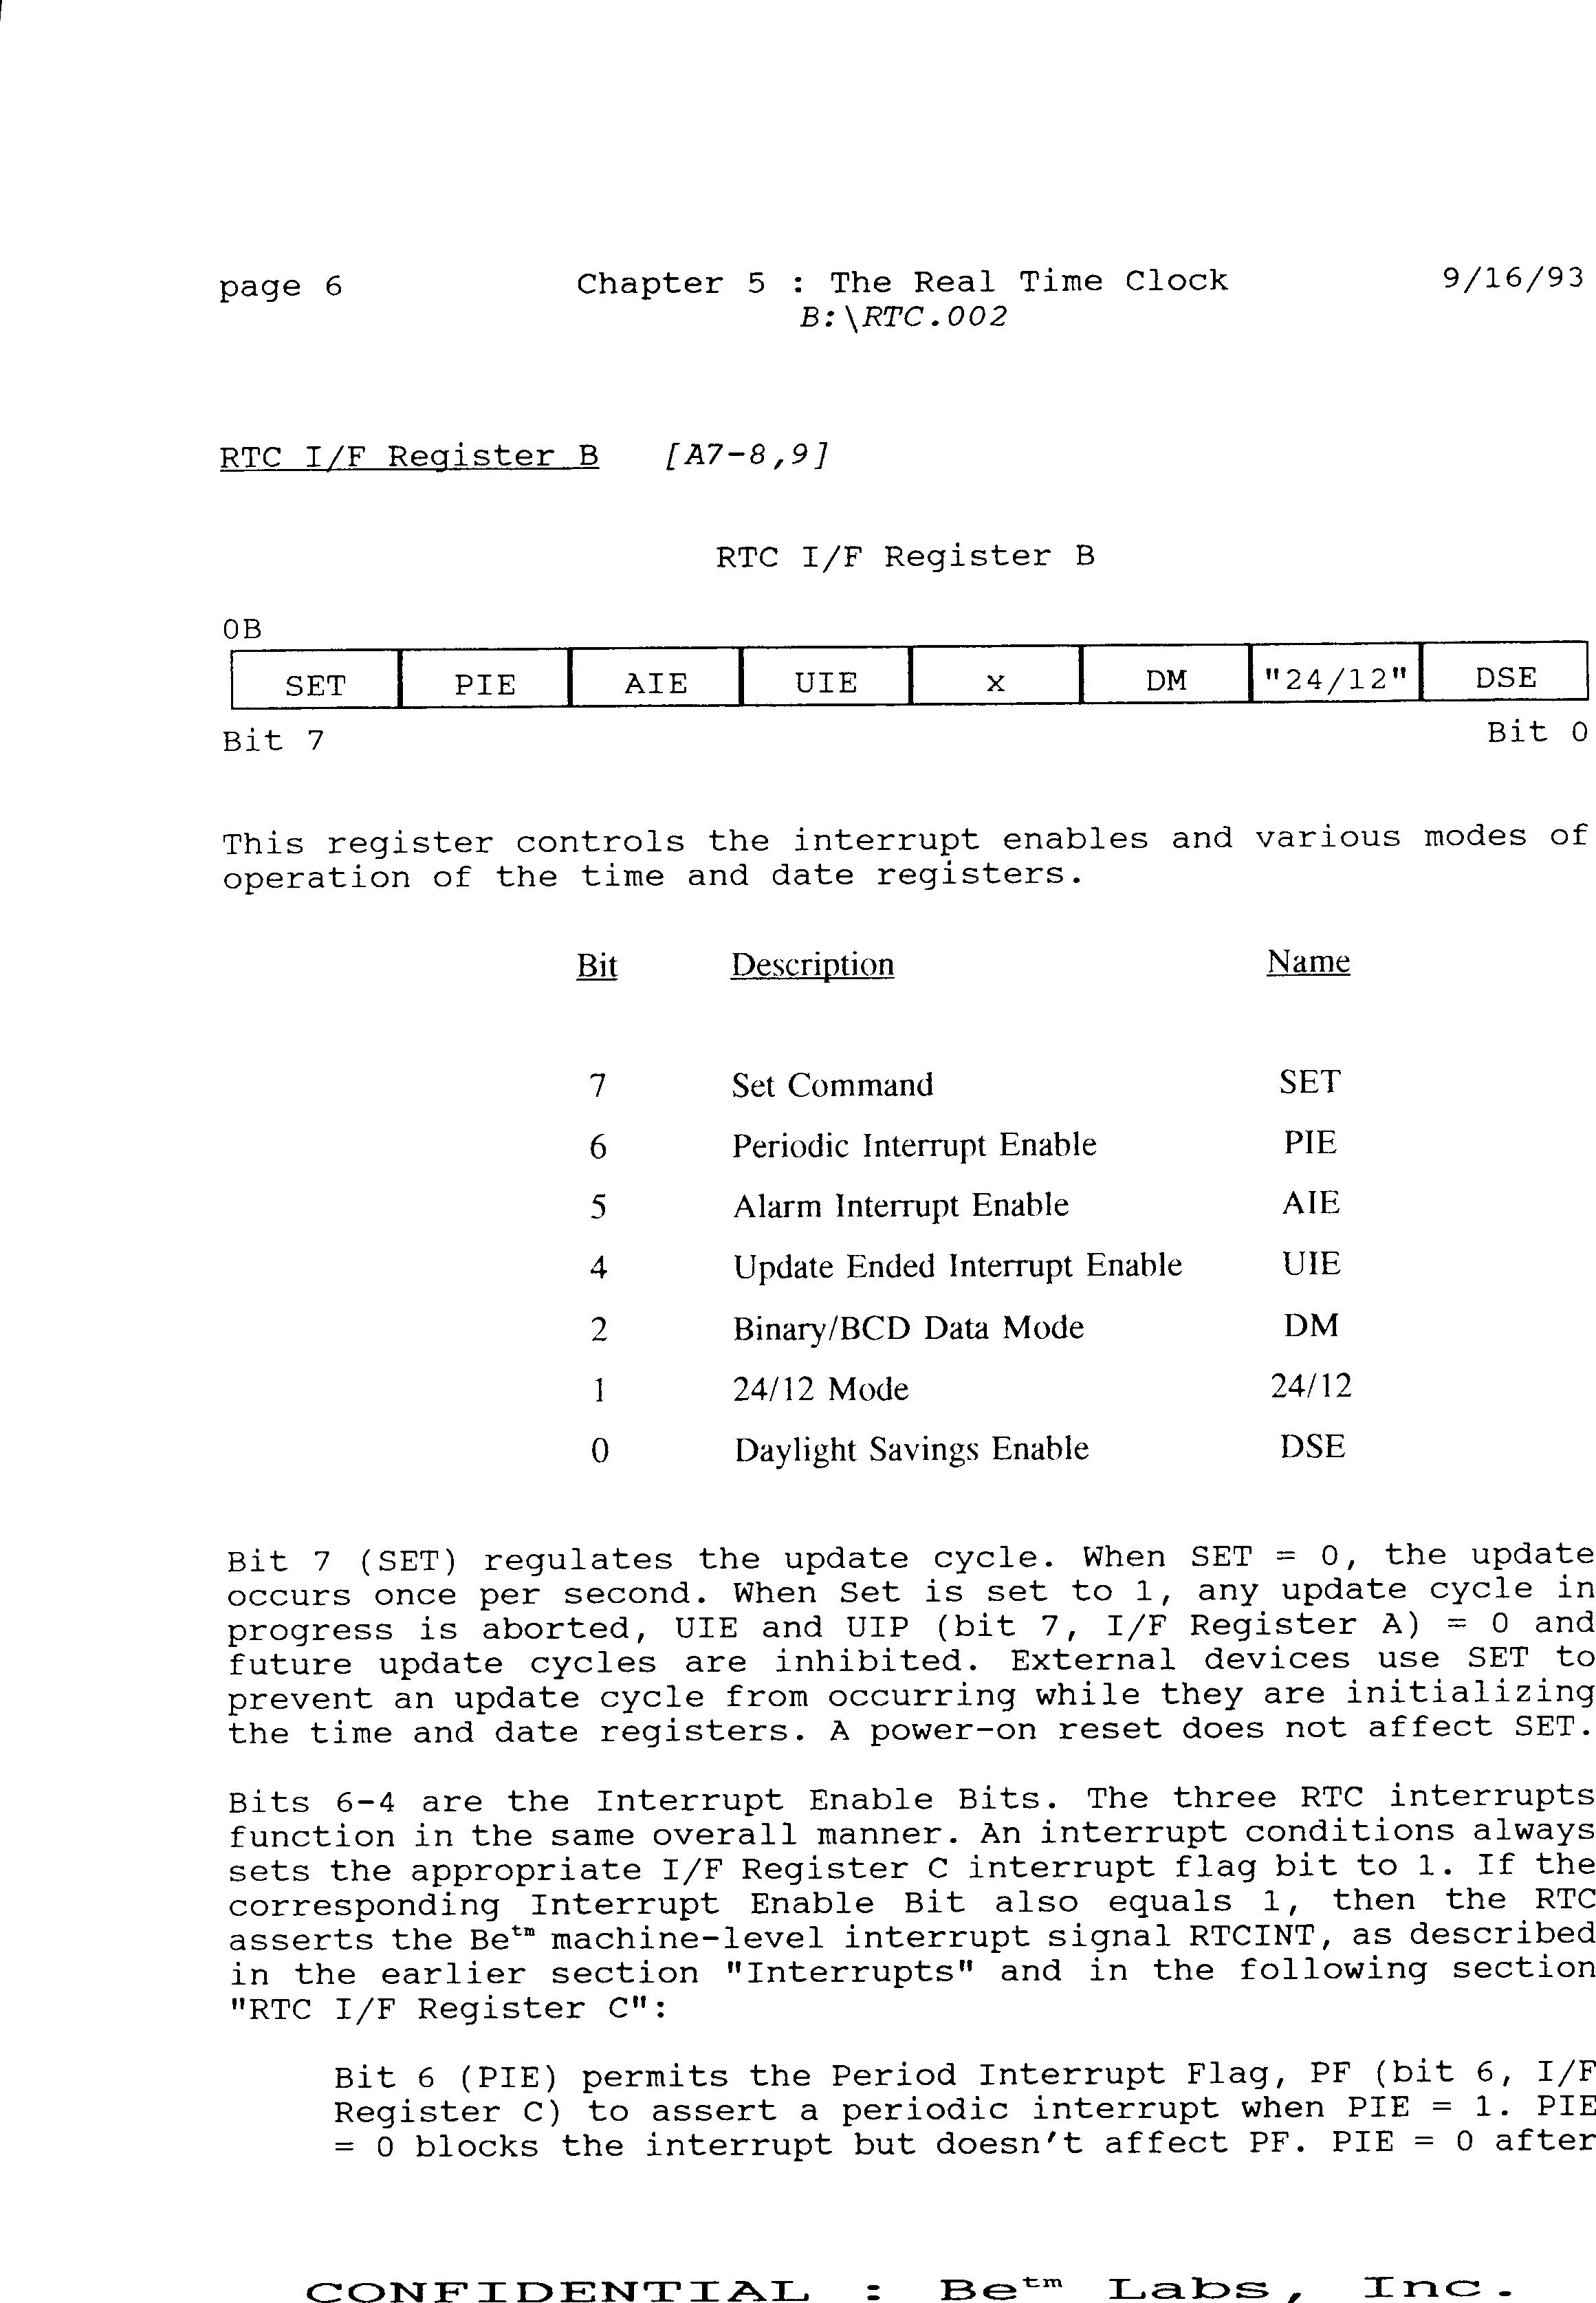 page 6 Chapter 5 : The Real Time Clock 9/16/93
B:\RTC.002
RTC I/F Register B [A7-8,9]
RTC I/F Register B
0B
SET PIE AIE UIE x DM "24/12" DSE
Bit 7 Bit 0
This register controls the interrupt enables and various modes of
operation of the time and date registers.
Bit Description Name
7 Set Command SET
6 Periodic Interrupt Enable PIE
5 Alarm Interrupt Enable AIE
4 Update Ended Interrupt Enable UIE
2 Binary/BCD Data Mode DM
1 24/12 Mode 24/12
0 Daylight Savings Enable DSE
Bit 7 (SET) regulates the update cycle. When SET = 0, the update
occurs once per second. When Set is set to 1, any update cycle in
progress is aborted, UIE and UIP (bit 7, I/F Register A) = 0 and
future update cycles are inhibited. External devices use SET to
prevent an update cycle from occurring while they are initializing
the time and date registers. A power-on reset does not affect SET.
Bits 6-4 are the Interrupt Enable Bits. The three RTC interrupts
function in the same overall manner. An interrupt conditions always
sets the appropriate I/F Register C interrupt flag bit to 1. If the
corresponding Interrupt Enable Bit also equals 1, then the RTC
asserts the Be™ machine-level interrupt signal RTCINT, as described
in the earlier section "Interrupts" and in the following section
"RTC I/F Register C":
Bit 6 (PIE) permits the Period Interrupt Flag, PF (bit 6, I/F
Register C) to assert a periodic interrupt when PIE = 1. PIE
= 0 blocks the interrupt but doesn't affect PF. PIE = 0 after
CONFIDENTIAL : Be™ Labs, Inc.